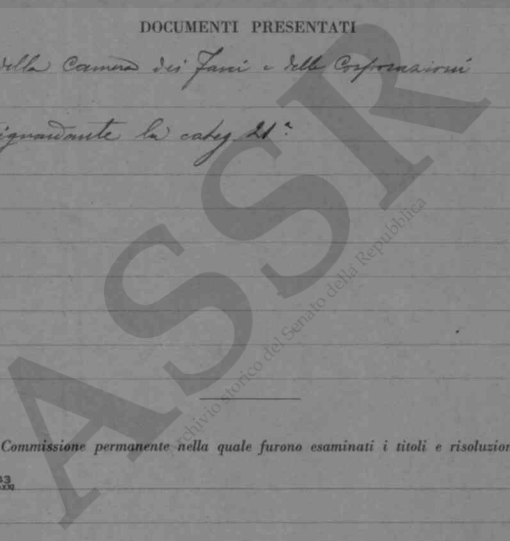 DOCUMENTI PRESENTATI
della Camera dei Fasci e delle Corporazioni
riguardante la categ. 21ª
ASSR
Archivio storico del Senato della Repubblica
Commissione permanente nella quale furono esaminati i titoli e risoluzion